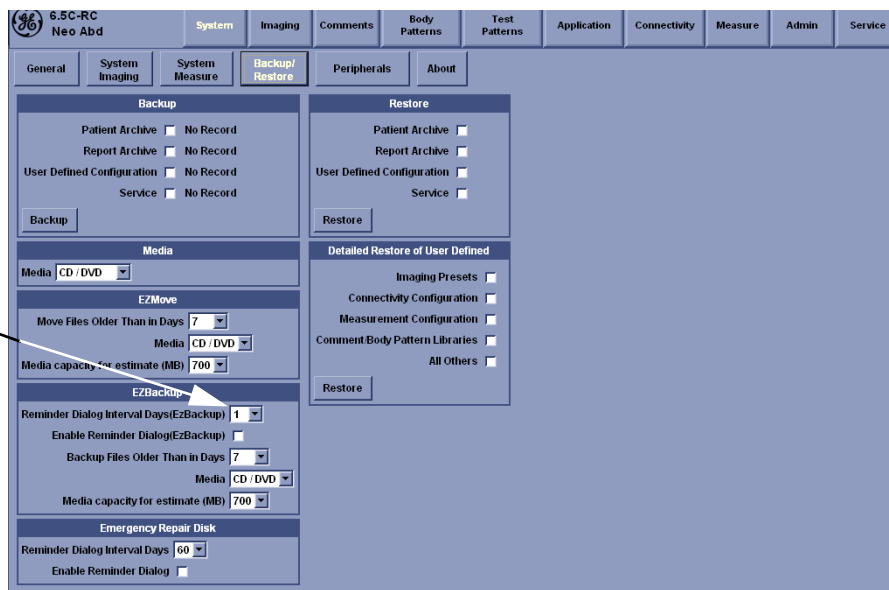 6.5C-RC
Neo Abd
System
Imaging
Comments
Body
Patterns
Test
Patterns
Application
Connectivity
Measure
Admin
Service
General
System
Imaging
System
Measure
Backup/
Restore
Peripherals
About
Backup
Patient Archive No Record
Report Archive No Record
User Defined Configuration No Record
Service No Record
Backup
Media
Media CD / DVD
EZMove
Move Files Older Than in Days 7
Media CD / DVD
Media capacity for estimate (MB) 700
EZBackup
Reminder Dialog Interval Days(EzBackup) 1
Enable Reminder Dialog(EzBackup)
Backup Files Older Than in Days 7
Media CD / DVD
Media capacity for estimate (MB) 700
Emergency Repair Disk
Reminder Dialog Interval Days 60
Enable Reminder Dialog
Restore
Patient Archive
Report Archive
User Defined Configuration
Service
Restore
Detailed Restore of User Defined
Imaging Presets
Connectivity Configuration
Measurement Configuration
Comment/Body Pattern Libraries
All Others
Restore